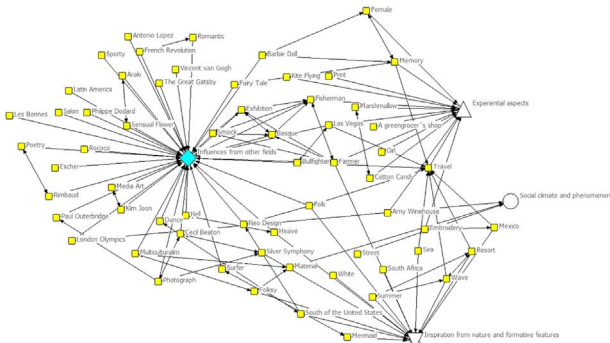 Female
Antonio Lopez
Romantic
French Revolution
Sporty
Barbie Doll
Memory
Vincent van Gogh
Araki
Kite Flying
Print
The Great Gatsby
Fairy Tale
Latin America
Fisherman
Marshmallow
Experiential aspects
Exhibition
Salon
Philippe Dodard
Les Bonnes
Sensual Flower
Las Vegas
A greengrocer´s shop
Smock
Basque
Poetry
Rococo
Influences from other fields
Girl
Bullfighter
Farmer
Travel
Escher
Cotton Candy
Media Art
Rimbaud
Social climate and phenomenon
Kim Joon
Folk
Paul Outerbridge
Hell
Amy Winehouse
Dance
Neo Design
Embroidery
Mexico
Cecil Beaton
Heave
London Olympics
Multiculturalim
Silver Symphony
Street
Sea
Resort
Surfer
Material
South Africa
White
Wave
Photograph
Folksy
Summer
South of the United States
Mermaid
Inspiration from nature and formative features